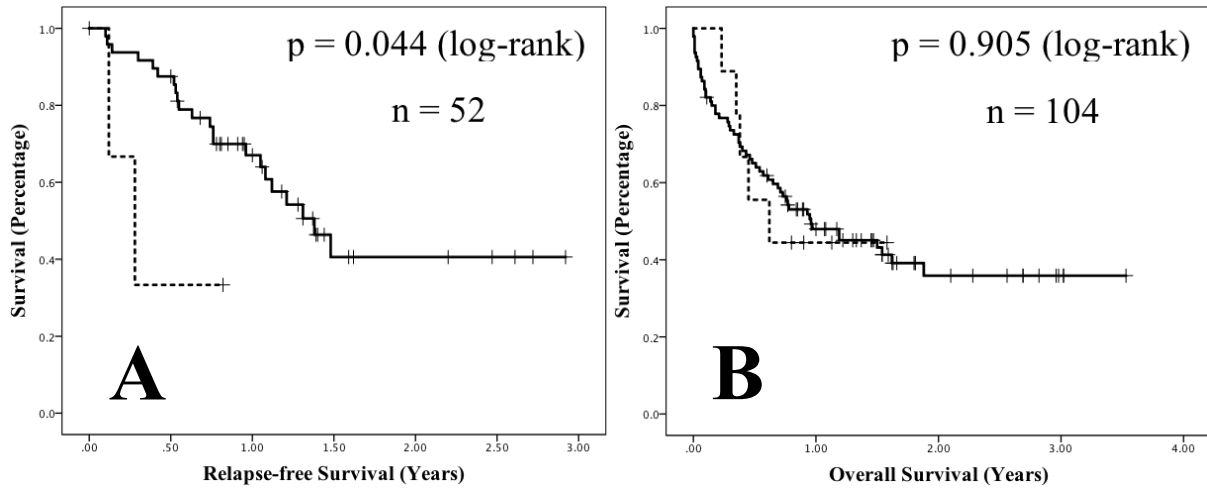 p = 0.044 (log-rank)
n = 52
A
Survival (Percentage)
1.0
0.8
0.6
0.4
0.2
0.0
.00 .50 1.00 1.50 2.00 2.50 3.00
Relapse-free Survival (Years)
p = 0.905 (log-rank)
n = 104
B
Survival (Percentage)
1.0
0.8
0.6
0.4
0.2
0.0
.00 1.00 2.00 3.00 4.00
Overall Survival (Years)